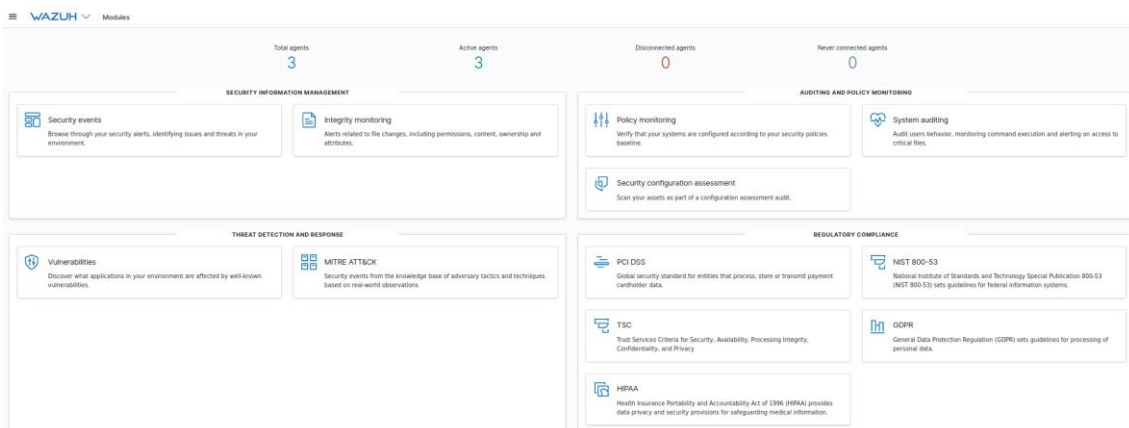 WAZUH Modules
Total agents
3
Active agents
3
Disconnected agents
0
Never connected agents
0
SECURITY INFORMATION MANAGEMENT
Security events
Browse through your security alerts, identifying issues and threats in your
environment.
Integrity monitoring
Alerts related to file changes, including permissions, content, ownership and
attributes.
AUDITING AND POLICY MONITORING
Policy monitoring
Verify that your systems are configured according to your security policies
baseline.
System auditing
Audit users behavior, monitoring command execution and alerting on access to
critical files.
Security configuration assessment
Scan your assets as part of a configuration assessment audit.
THREAT DETECTION AND RESPONSE
Vulnerabilities
Discover what applications in your environment are affected by well-known
vulnerabilities.
MITRE ATT&CK
Security events from the knowledge base of adversary tactics and techniques
based on real-world observations
REGULATORY COMPLIANCE
PCI DSS
Global security standard for entities that process, store or transmit payment
cardholder data.
NIST 800-53
National Institute of Standards and Technology Special Publication 800-53
(NIST 800-53) sets guidelines for federal information systems.
TSC
Trust Services Criteria for Security, Availability, Processing Integrity,
Confidentiality, and Privacy
GDPR
General Data Protection Regulation (GDPR) sets guidelines for processing of
personal data.
HIPAA
Health Insurance Portability and Accountability Act of 1996 (HIPAA) provides
data privacy and security provisions for safeguarding medical information.